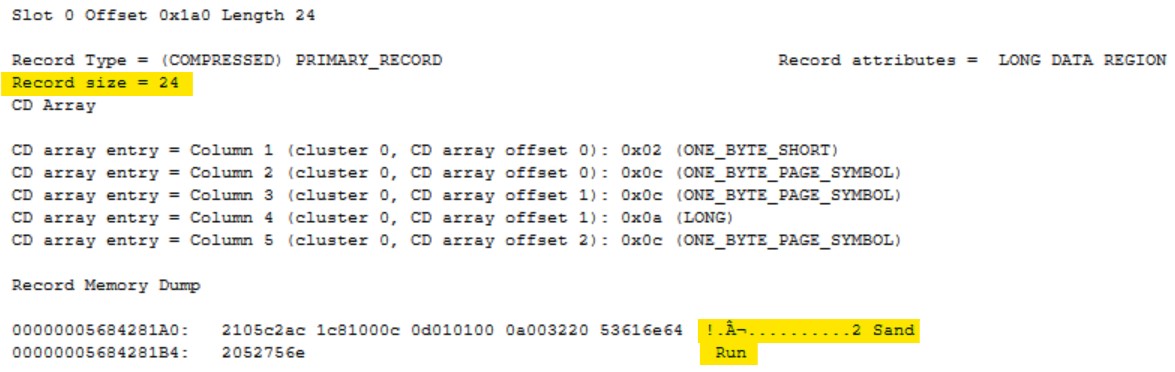 Slot 0 Offset 0x1a0 Length 24
Record Type = (COMPRESSED) PRIMARY_RECORD Record attributes = LONG DATA REGION
Record size = 24
CD Array
CD array entry = Column 1 (cluster 0, CD array offset 0): 0x02 (ONE_BYTE_SHORT)
CD array entry = Column 2 (cluster 0, CD array offset 0): 0x0c (ONE_BYTE_PAGE_SYMBOL)
CD array entry = Column 3 (cluster 0, CD array offset 1): 0x0c (ONE_BYTE_PAGE_SYMBOL)
CD array entry = Column 4 (cluster 0, CD array offset 1): 0x0a (LONG)
CD array entry = Column 5 (cluster 0, CD array offset 2): 0x0c (ONE_BYTE_PAGE_SYMBOL)
Record Memory Dump
00000005684281A0: 2105c2ac 1c81000c 0d010100 0a003220 53616e64 !.Â¬..........2 Sand
00000005684281B4: 2052756e Run